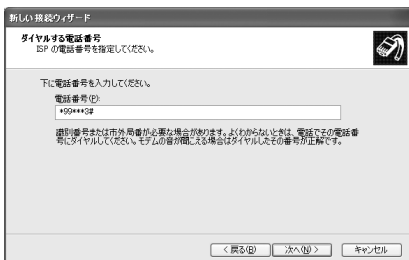 新しい接続ウィザード
ダイヤルする電話番号
ISP の電話番号を指定してください。
下に電話番号を入力してください。
電話番号(P):
*99***3#
識別番号または市外局番が必要な場合があります。よくわからないときは、電話でその電話番
号にダイヤルしてください。モデムの音が聞こえる場合はダイヤルしたその番号が正解です。
< 戻る(B)
次へ(N) >
キャンセル